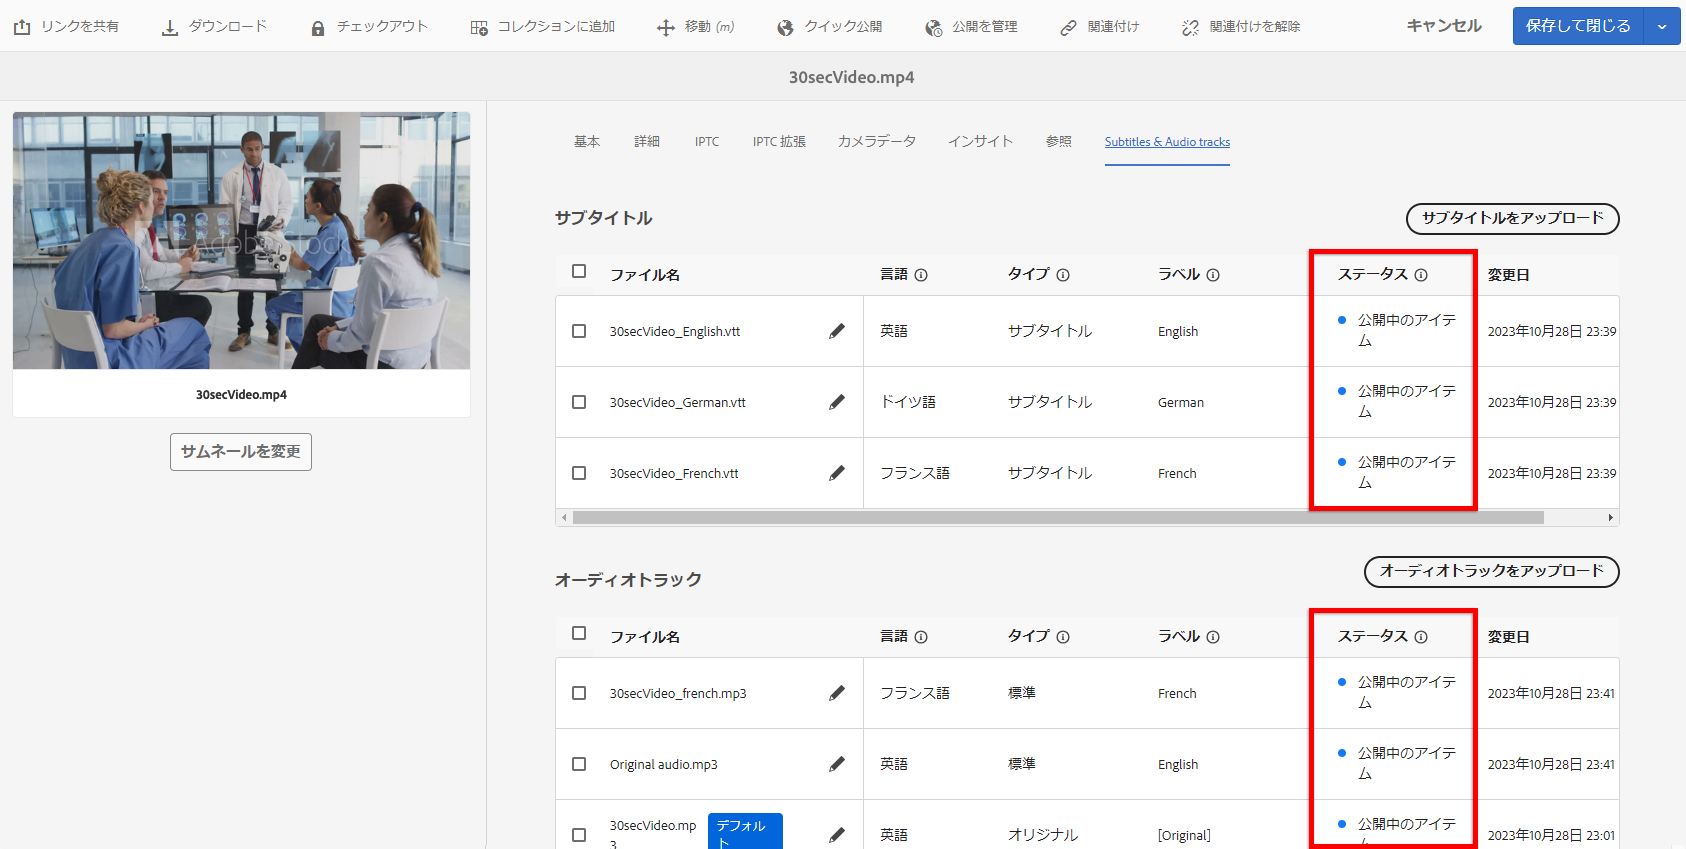 リンクを共有 ダウンロード チェックアウト コレクションに追加 移動 (m) クイック公開 公開を管理 関連付け 関連付けを解除 キャンセル 保存して閉じる
30secVideo.mp4
Adobe Stock
30secVideo.mp4
サムネールを変更
基本 詳細 IPTC IPTC 拡張 カメラデータ インサイト 参照 Subtitles & Audio tracks
サブタイトル サブタイトルをアップロード
ファイル名 言語 タイプ ラベル ステータス 変更日
30secVideo_English.vtt 英語 サブタイトル English 公開中のアイテ
ム 2023年10月28日 23:39
30secVideo_German.vtt ドイツ語 サブタイトル German 公開中のアイテ
ム 2023年10月28日 23:39
30secVideo_French.vtt フランス語 サブタイトル French 公開中のアイテ
ム 2023年10月28日 23:39
オーディオトラック オーディオトラックをアップロード
ファイル名 言語 タイプ ラベル ステータス 変更日
30secVideo_french.mp3 フランス語 標準 French 公開中のアイテ
ム 2023年10月28日 23:41
Original audio.mp3 英語 標準 English 公開中のアイテ
ム 2023年10月28日 23:41
30secVideo.mp
3 デフォル
ト 英語 オリジナル [Original] 公開中のアイテ
ム 2023年10月28日 23:01